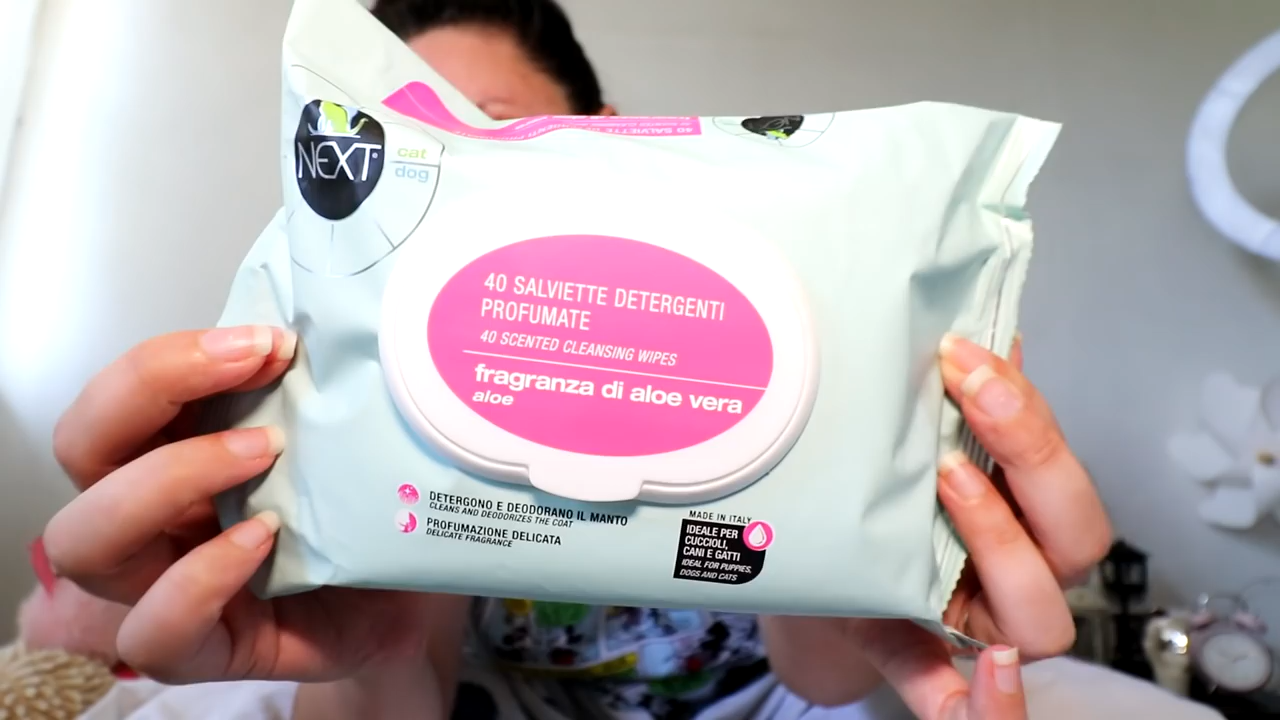 40 SALVIETTE
NEXT
cat
dog
40 SALVIETTE DETERGENTI
PROFUMATE
40 SCENTED CLEANSING WIPES
fragranza di aloe vera
aloe
DETERGONO E DEODORANO IL MANTO
CLEANS AND DEODORIZES THE COAT
PROFUMAZIONE DELICATA
DELICATE FRAGRANCE
MADE IN ITALY
IDEALE PER
CUCCIOLI,
CANI E GATTI
IDEAL FOR PUPPIES,
DOGS AND CATS